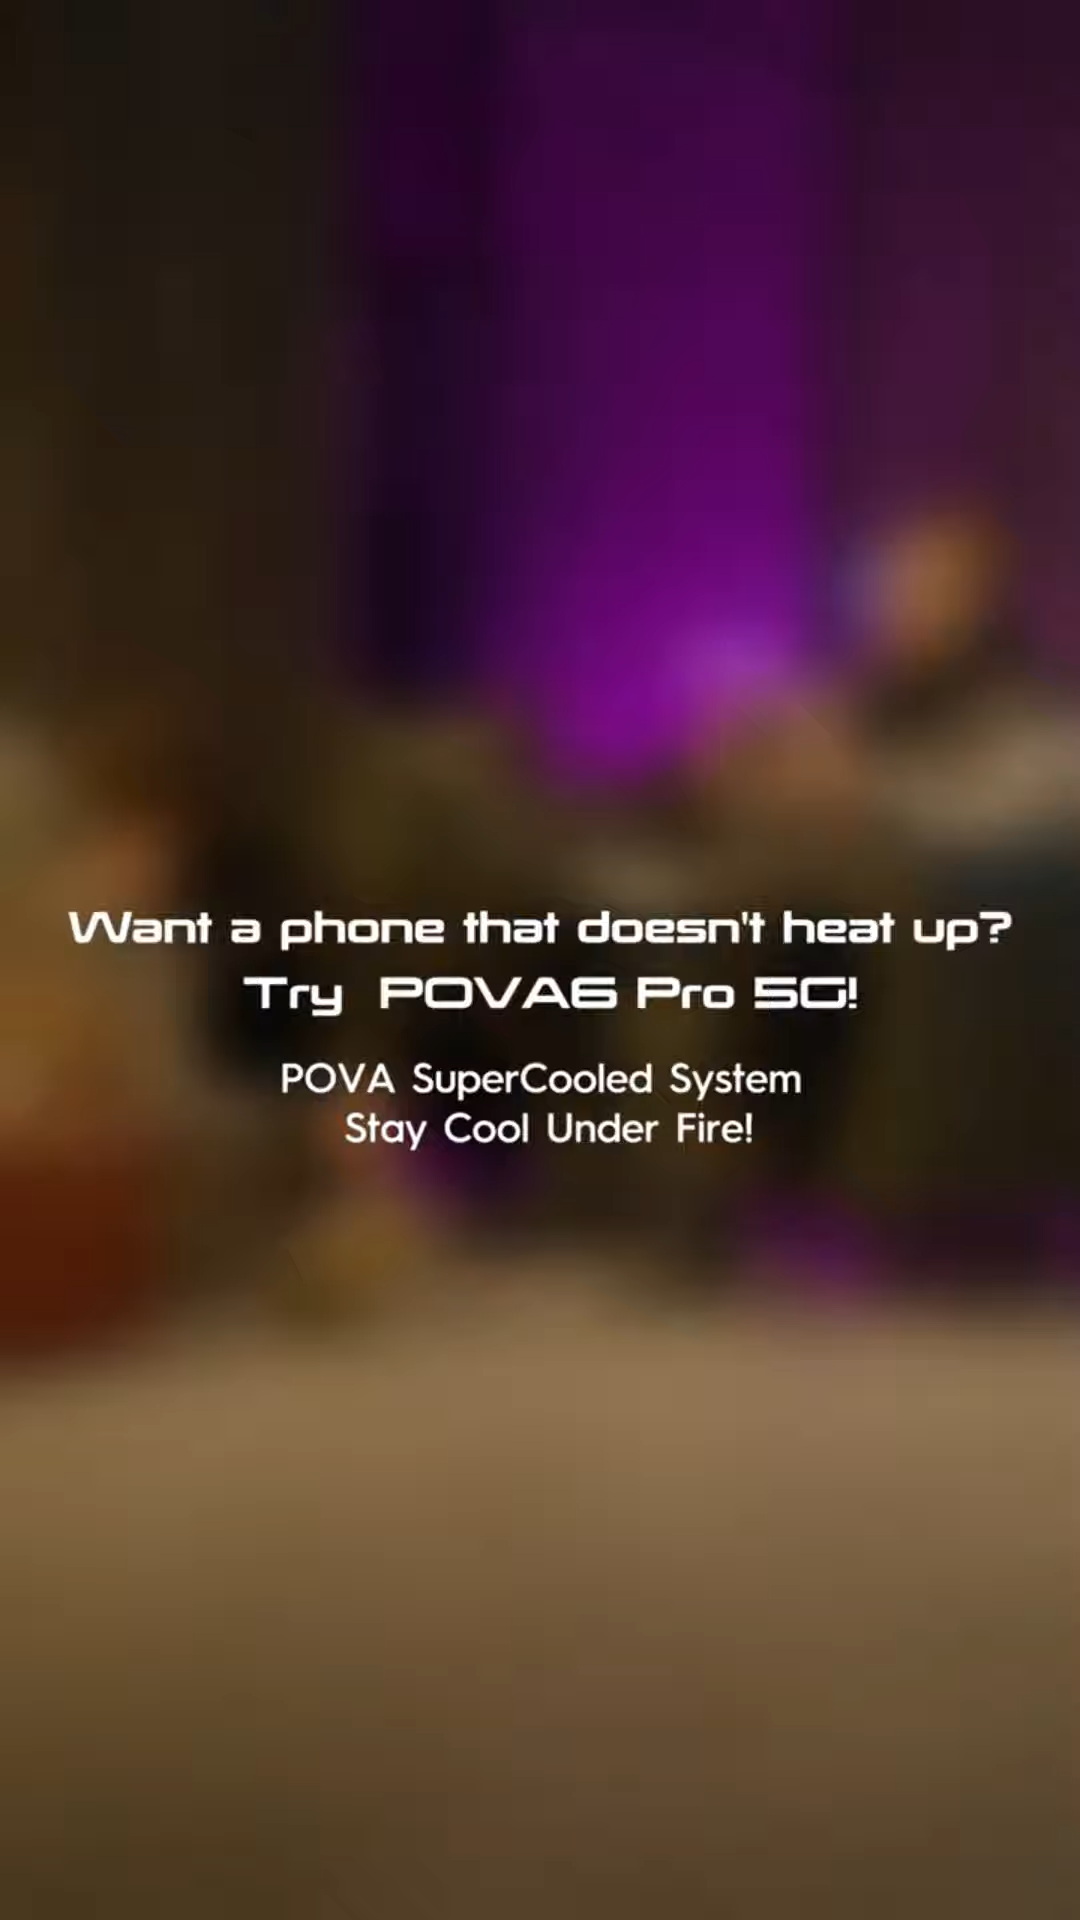 Want a phone that doesn't heat up?
Try POVA6 Pro 5G!
POVA SuperCooled System
Stay Cool Under Fire!